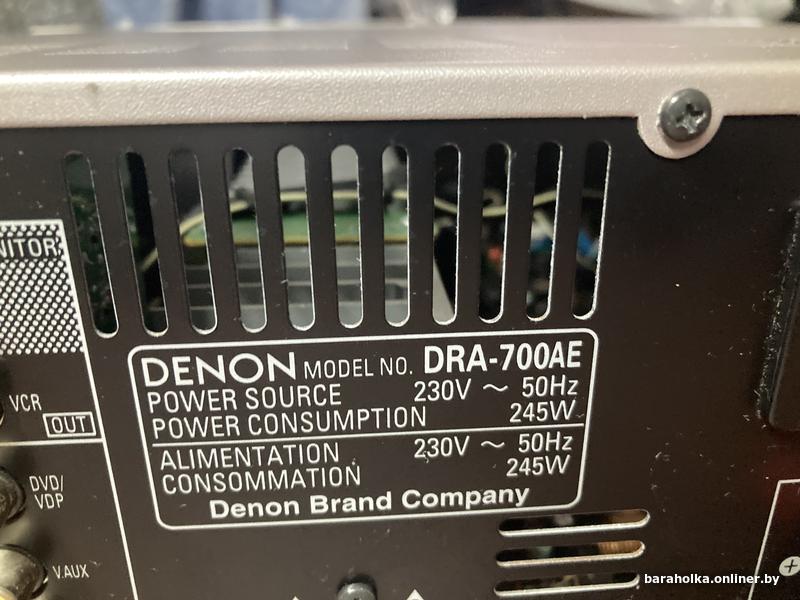 NITOR
VCR
OUT
DVD/
VDP
V.AUX
DENON MODEL NO. DRA-700AE
POWER SOURCE 230V ~ 50Hz
POWER CONSUMPTION 245W
ALIMENTATION 230V ~ 50Hz
CONSOMMATION 245W
Denon Brand Company
baraholka.onliner.by